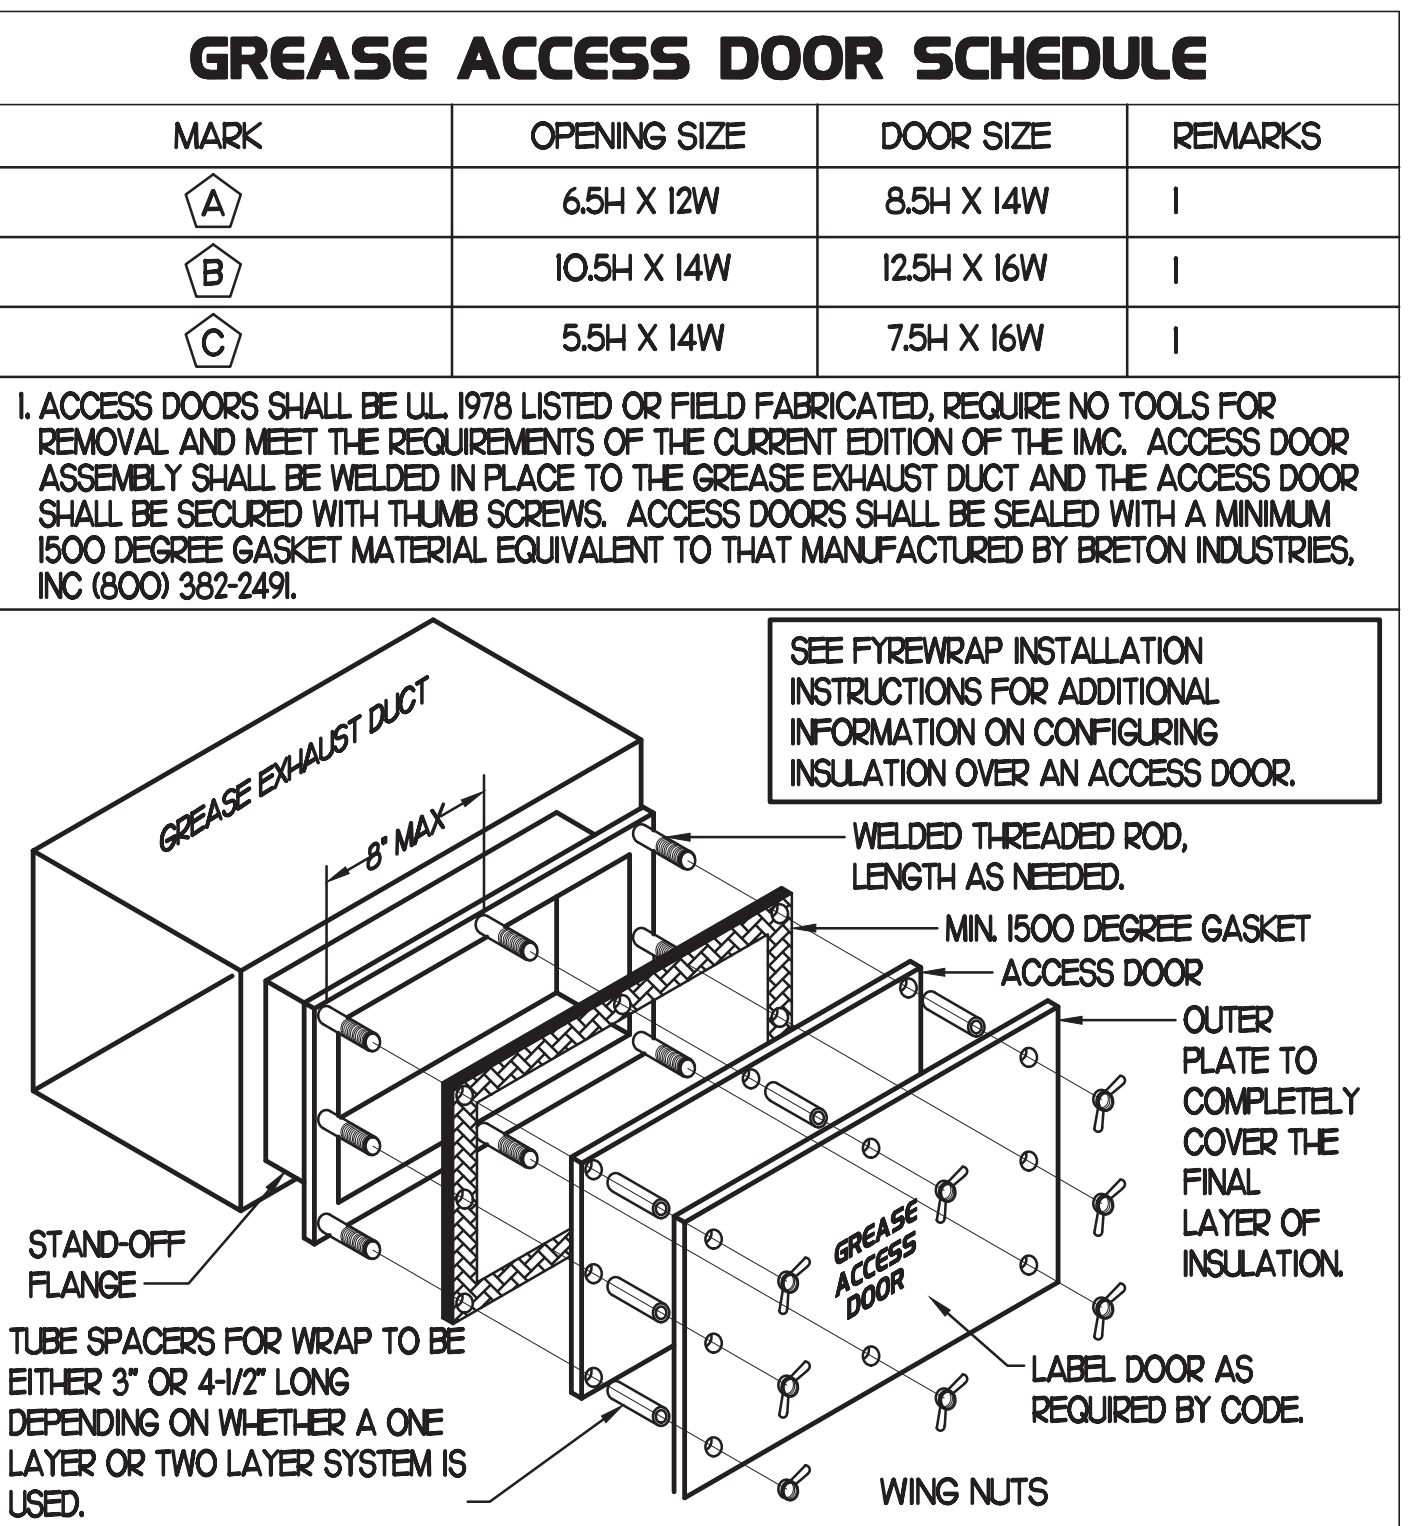 GREASE ACCESS DOOR SCHEDULE
MARK OPENING SIZE DOOR SIZE REMARKS
A 6.5H X 12W 8.5H X 14W 1
B 10.5H X 14W 12.5H X 16W 1
C 5.5H X 14W 7.5H X 16W 1
1. ACCESS DOORS SHALL BE U.L. 1978 LISTED OR FIELD FABRICATED, REQUIRE NO TOOLS FOR
REMOVAL AND MEET THE REQUIREMENTS OF THE CURRENT EDITION OF THE IMC. ACCESS DOOR
ASSEMBLY SHALL BE WELDED IN PLACE TO THE GREASE EXHAUST DUCT AND THE ACCESS DOOR
SHALL BE SECURED WITH THUMB SCREWS. ACCESS DOORS SHALL BE SEALED WITH A MINIMUM
1500 DEGREE GASKET MATERIAL EQUIVALENT TO THAT MANUFACTURED BY BRETON INDUSTRIES,
INC (800) 382-2491.
SEE FYREWRAP INSTALLATION
INSTRUCTIONS FOR ADDITIONAL
INFORMATION ON CONFIGURING
INSULATION OVER AN ACCESS DOOR.
GREASE EXHAUST DUCT
8" MAX
WELDED THREADED ROD,
LENGTH AS NEEDED.
MIN. 1500 DEGREE GASKET
ACCESS DOOR
OUTER
PLATE TO
COMPLETELY
COVER THE
FINAL
LAYER OF
INSULATION.
GREASE
ACCESS
DOOR
STAND-OFF
FLANGE
TUBE SPACERS FOR WRAP TO BE
EITHER 3" OR 4-1/2" LONG
DEPENDING ON WHETHER A ONE
LAYER OR TWO LAYER SYSTEM IS
USED.
LABEL DOOR AS
REQUIRED BY CODE.
WING NUTS